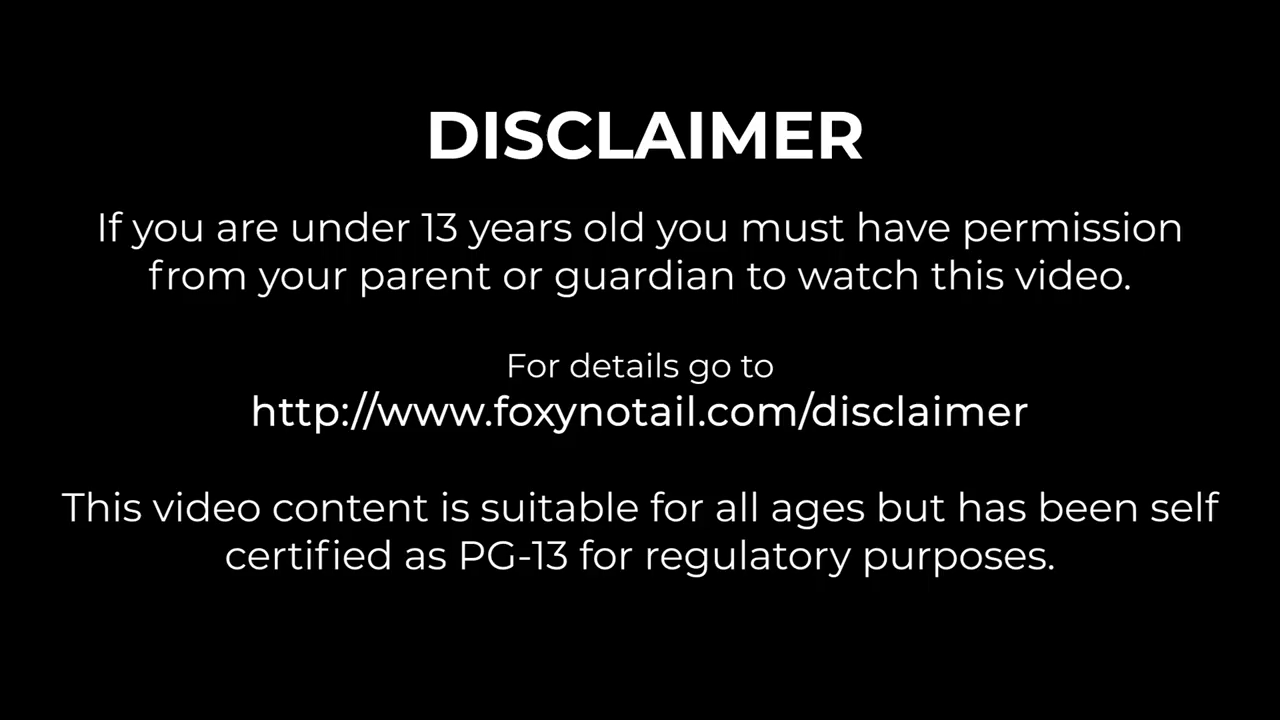 DISCLAIMER
If you are under 13 years old you must have permission
from your parent or guardian to watch this video.
For details go to
http://www.foxynotail.com/disclaimer
This video content is suitable for all ages but has been self
certified as PG-13 for regulatory purposes.